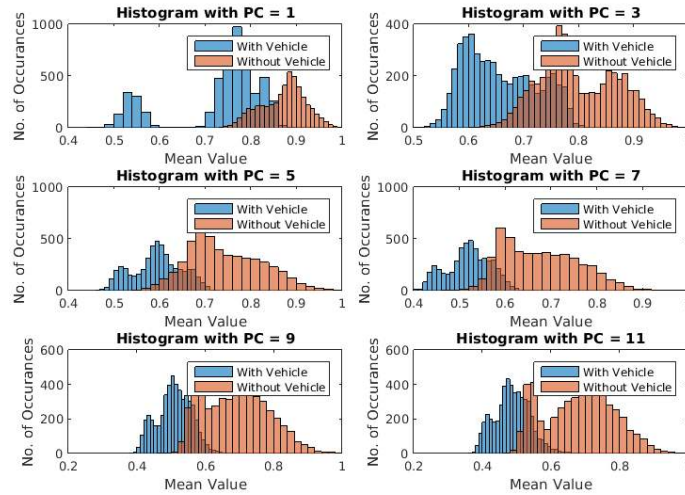 Histogram with PC = 1
No. of Occurances
1000
500
0
With Vehicle
Without Vehicle
0.4 0.5 0.6 0.7 0.8 0.9 1
Mean Value
Histogram with PC = 3
No. of Occurances
400
200
0
With Vehicle
Without Vehicle
0.5 0.6 0.7 0.8 0.9 1
Mean Value
Histogram with PC = 5
No. of Occurances
1000
500
0
With Vehicle
Without Vehicle
0.4 0.5 0.6 0.7 0.8 0.9 1
Mean Value
Histogram with PC = 7
No. of Occurances
1000
500
0
With Vehicle
Without Vehicle
0.4 0.5 0.6 0.7 0.8 0.9 1
Mean Value
Histogram with PC = 9
No. of Occurances
600
400
200
0
With Vehicle
Without Vehicle
0.2 0.4 0.6 0.8 1
Mean Value
Histogram with PC = 11
No. of Occurances
600
400
200
0
With Vehicle
Without Vehicle
0.2 0.4 0.6 0.8 1
Mean Value